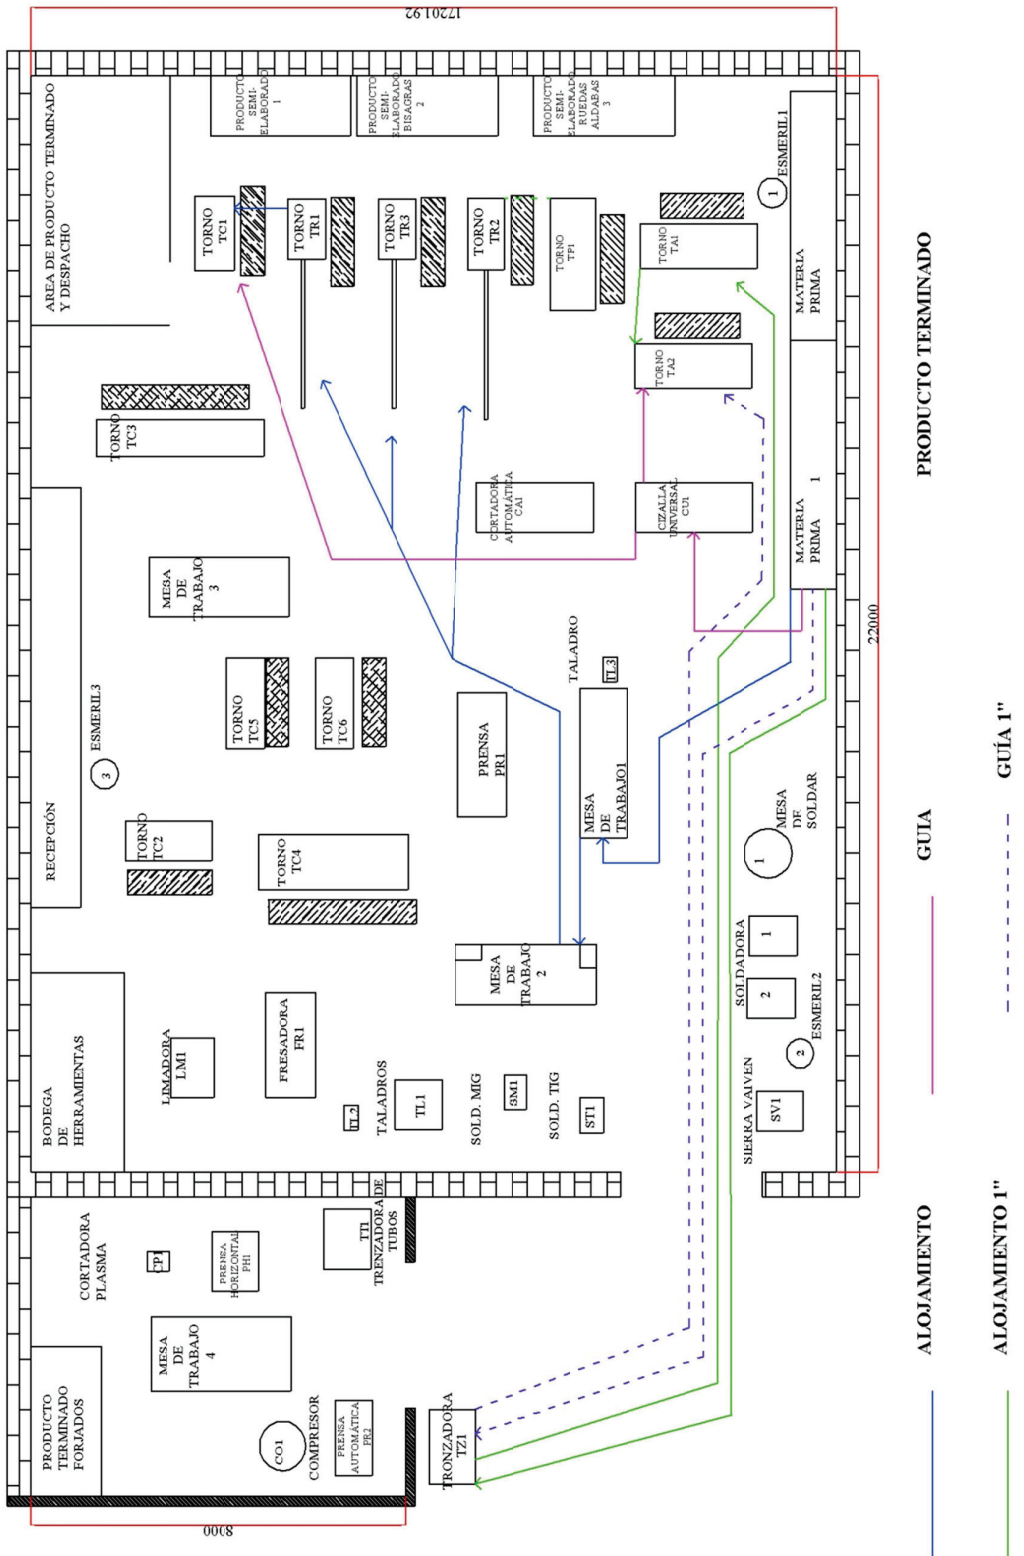 17201.92
AREA DE PRODUCTO TERMINADO
Y DESPACHO
PRODUCTO
SEMI-
ELABORADO
1
PRODUCTO
SEMI-
ELABORADO
BISAGRAS
2
PRODUCTO
SEMI-
ELABORADO
RUEDAS
ALDABAS
3
TORNO
TC1
TORNO
TR1
TORNO
TR3
TORNO
TR2
TORNO
TP1
TORNO
TA1
1
ESMERIL1
MATERIA
PRIMA
TORNO
TA2
TORNO
TC3
CORTADORA
AUTOMÁTICA
CA1
CIZALLA
UNIVERSAL
CU1
MATERIA
PRIMA
1
22000
RECEPCIÓN
MESA
DE
TRABAJO
3
ESMERIL3
3
TORNO
TC5
TORNO
TC6
PRENSA
PR1
TALADRO
TL3
MESA
DE
TRABAJO1
TORNO
TC2
TORNO
TC4
MESA
DE
SOLDAR
1
MESA
DE
TRABAJO
2
SOLDADORA
1
2
ESMERIL2
2
BODEGA
DE
HERRAMIENTAS
LIMADORA
LM1
FRESADORA
FR1
TL2
TALADROS
TL1
SOLD. MIG
SM1
SOLD. TIG
ST1
SIERRA VAIVEN
SV1
CORTADORA
PLASMA
CP1
PRENSA
HORIZONTAL
PH1
TT1
TRENZADORA DE
TUBOS
MESA
DE
TRABAJO
4
PRODUCTO
TERMINADO
FORJADOS
CO1
COMPRESOR
PRENSA
AUTOMÁTICA
PR2
TRONZADORA
TZ1
8000
PRODUCTO TERMINADO
GUIA
ALOJAMIENTO
GUÍA 1"
ALOJAMIENTO 1"